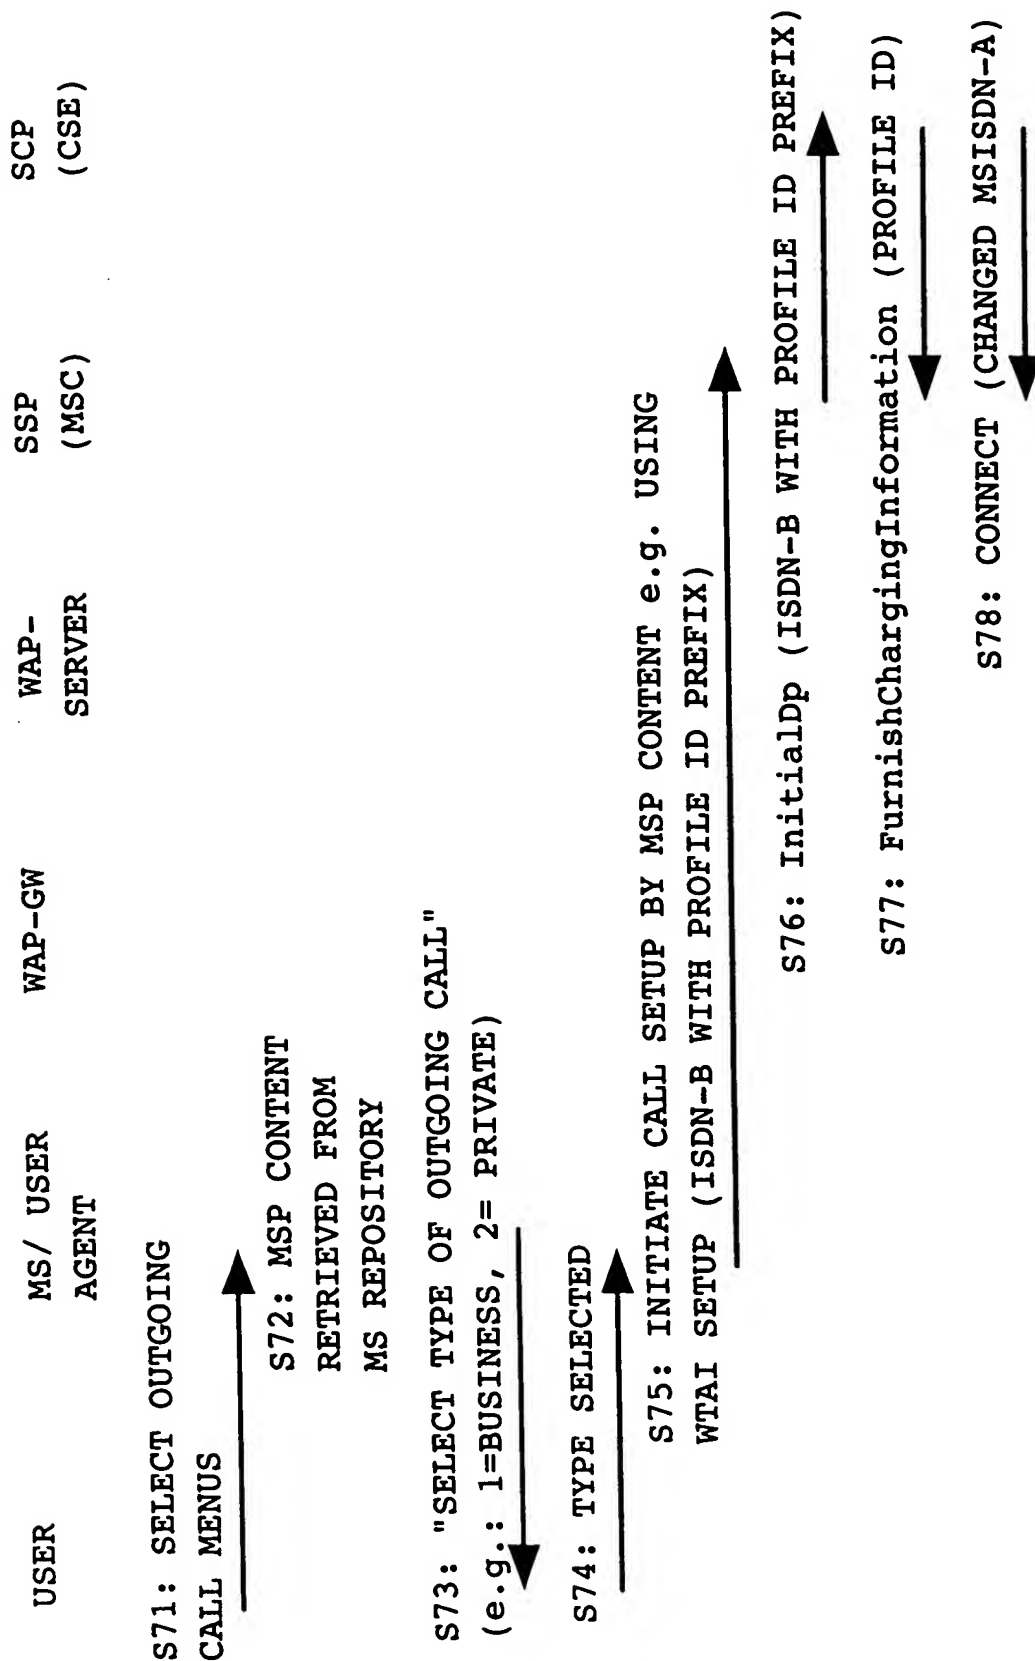 USER
MS/ USER
AGENT
WAP-GW
WAP-
SERVER
SSP
(MSC)
SCP
(CSE)
S71: SELECT OUTGOING
CALL MENUS
S72: MSP CONTENT
RETRIEVED FROM
MS REPOSITORY
S73: "SELECT TYPE OF OUTGOING CALL"
(e.g.: 1=BUSINESS, 2= PRIVATE)
S74: TYPE SELECTED
S75: INITIATE CALL SETUP BY MSP CONTENT e.g. USING
WTAI SETUP (ISDN-B WITH PROFILE ID PREFIX)
S76: InitialDp (ISDN-B WITH PROFILE ID PREFIX)
S77: FurnishChargingInformation (PROFILE ID)
S78: CONNECT (CHANGED MSISDN-A)